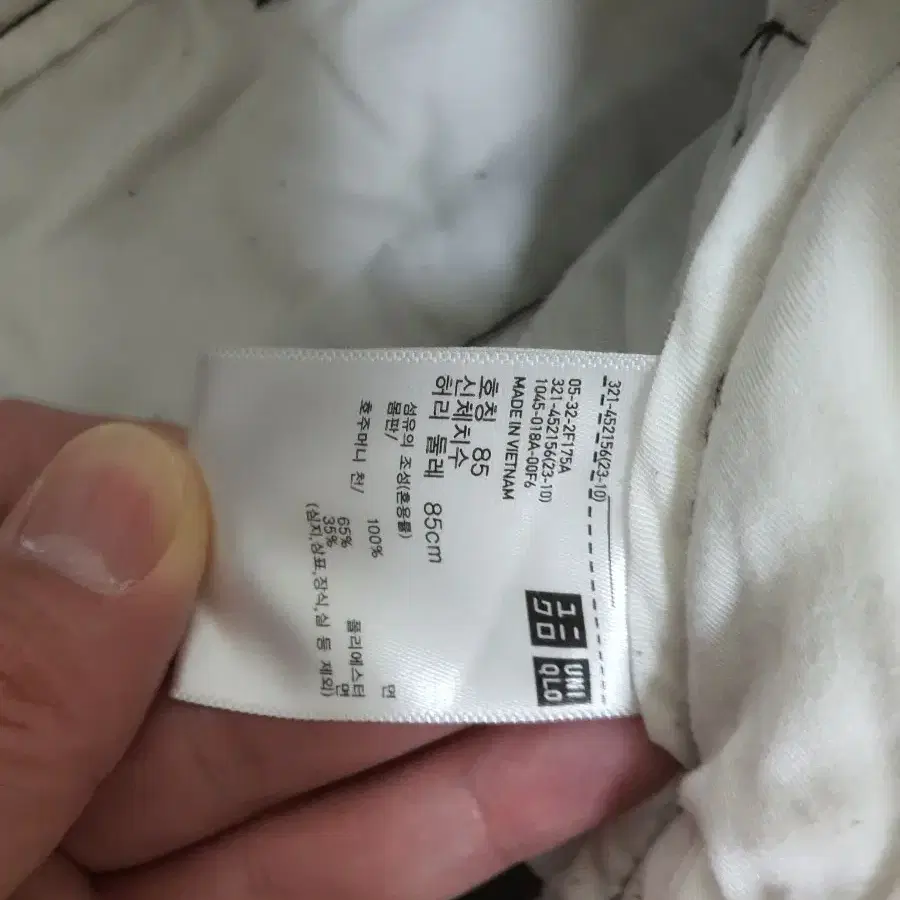 321-452156(23-10)
유니
클로
UNI
QLO
05-32-2F175A
321-452156(23-10)
1045-018A-00F6
MADE IN VIETNAM
호칭 85
신체치수
허리 둘레 85cm
섬유의 조성(혼용률)
몸판/ 100% 면
호주머니 천/ 65% 폴리에스터
35% 면
(심지,상표,장식,실 등 제외)